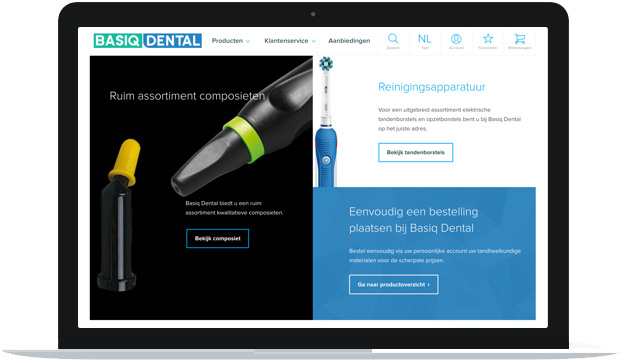 BASIQ DENTAL
Producten
Klantenservice
Aanbiedingen
Zoeken
NL
Taal
Account
Favorieten
Winkelwagen
Ruim assortiment composieten
Basiq Dental biedt u een ruim
assortiment kwalitatieve composieten.
Bekijk composiet
Reinigingsapparatuur
Voor een uitgebreid assortiment elektrische
tandenborstels en opzetborstels bent u bij Basiq Dental
op het juiste adres.
Bekijk tandenborstels
Eenvoudig een bestelling
plaatsen bij Basiq Dental
Bestel eenvoudig via uw persoonlijke account uw tandheelkundige
materialen voor de scherpste prijzen.
Ga naar productoverzicht ›